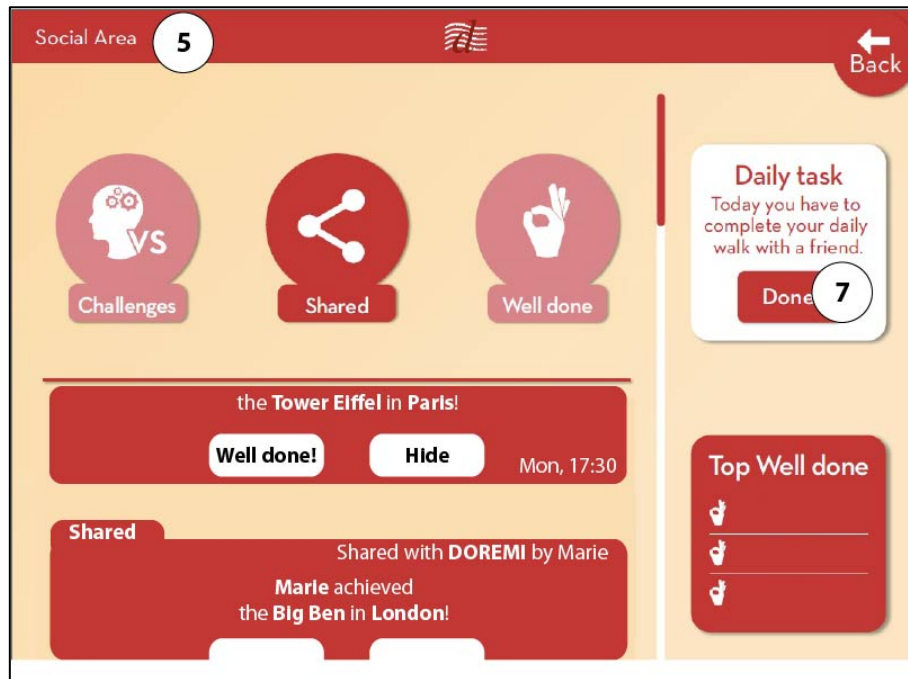 Social Area
5
d
Back
Challenges
VS
Shared
Well done
the Tower Eiffel in Paris!
Well done!
Hide
Mon, 17:30
Shared
Shared with DOREMI by Marie
Marie achieved
the Big Ben in London!
Daily task
Today you have to
complete your daily
walk with a friend.
Done
7
Top Well done